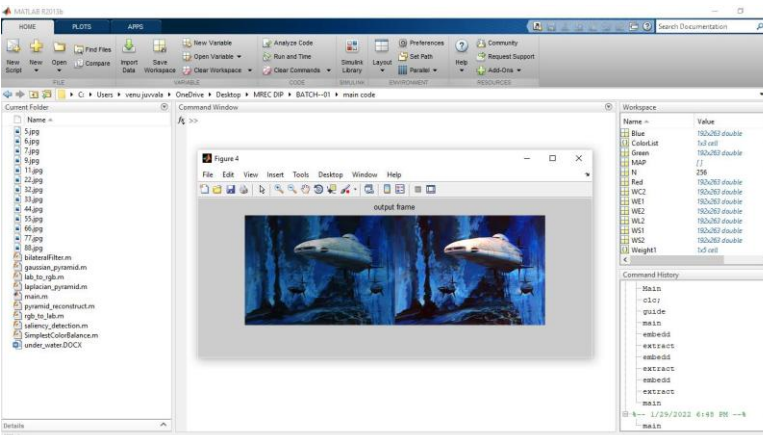 MATLAB R2013b
HOME PLOTS APPS
Search Documentation
New Script
New
Open
Find Files
Compare
Import Data
Save Workspace
New Variable
Open Variable
Clear Workspace
Analyze Code
Run and Time
Clear Commands
Simulink Library
Layout
Preferences
Set Path
Parallel
Help
Community
Request Support
Add-Ons
FILE VARIABLE CODE SIMULINK ENVIRONMENT RESOURCES
C: Users venu juvvala OneDrive Desktop MREC DIP BATCH--01 main code
Current Folder
Name
5.jpg
6.jpg
7.jpg
9.jpg
11.jpg
22.jpg
32.jpg
33.jpg
44.jpg
55.jpg
66.jpg
77.jpg
88.jpg
bilateralFilter.m
gaussian_pyramid.m
lab_to_rgb.m
laplacian_pyramid.m
main.m
pyramid_reconstruct.m
rgb_to_lab.m
saliency_detection.m
SimplestColorBalance.m
under_water.DOCX
Details
Command Window
fx >>
Figure 4
File Edit View Insert Tools Desktop Window Help
output frame
Workspace
Name Value
Blue 192x263 double
ColorList 1x3 cell
Green 192x263 double
MAP []
N 256
Red 192x263 double
WC2 192x263 double
WE1 192x263 double
WE2 192x263 double
WL2 192x263 double
WS1 192x263 double
WS2 192x263 double
Weight1 1x5 cell
Command History
Main
clc;
guide
main
embedd
extract
embedd
extract
embedd
extract
main
%-- 1/29/2022 6:48 PM --%
main